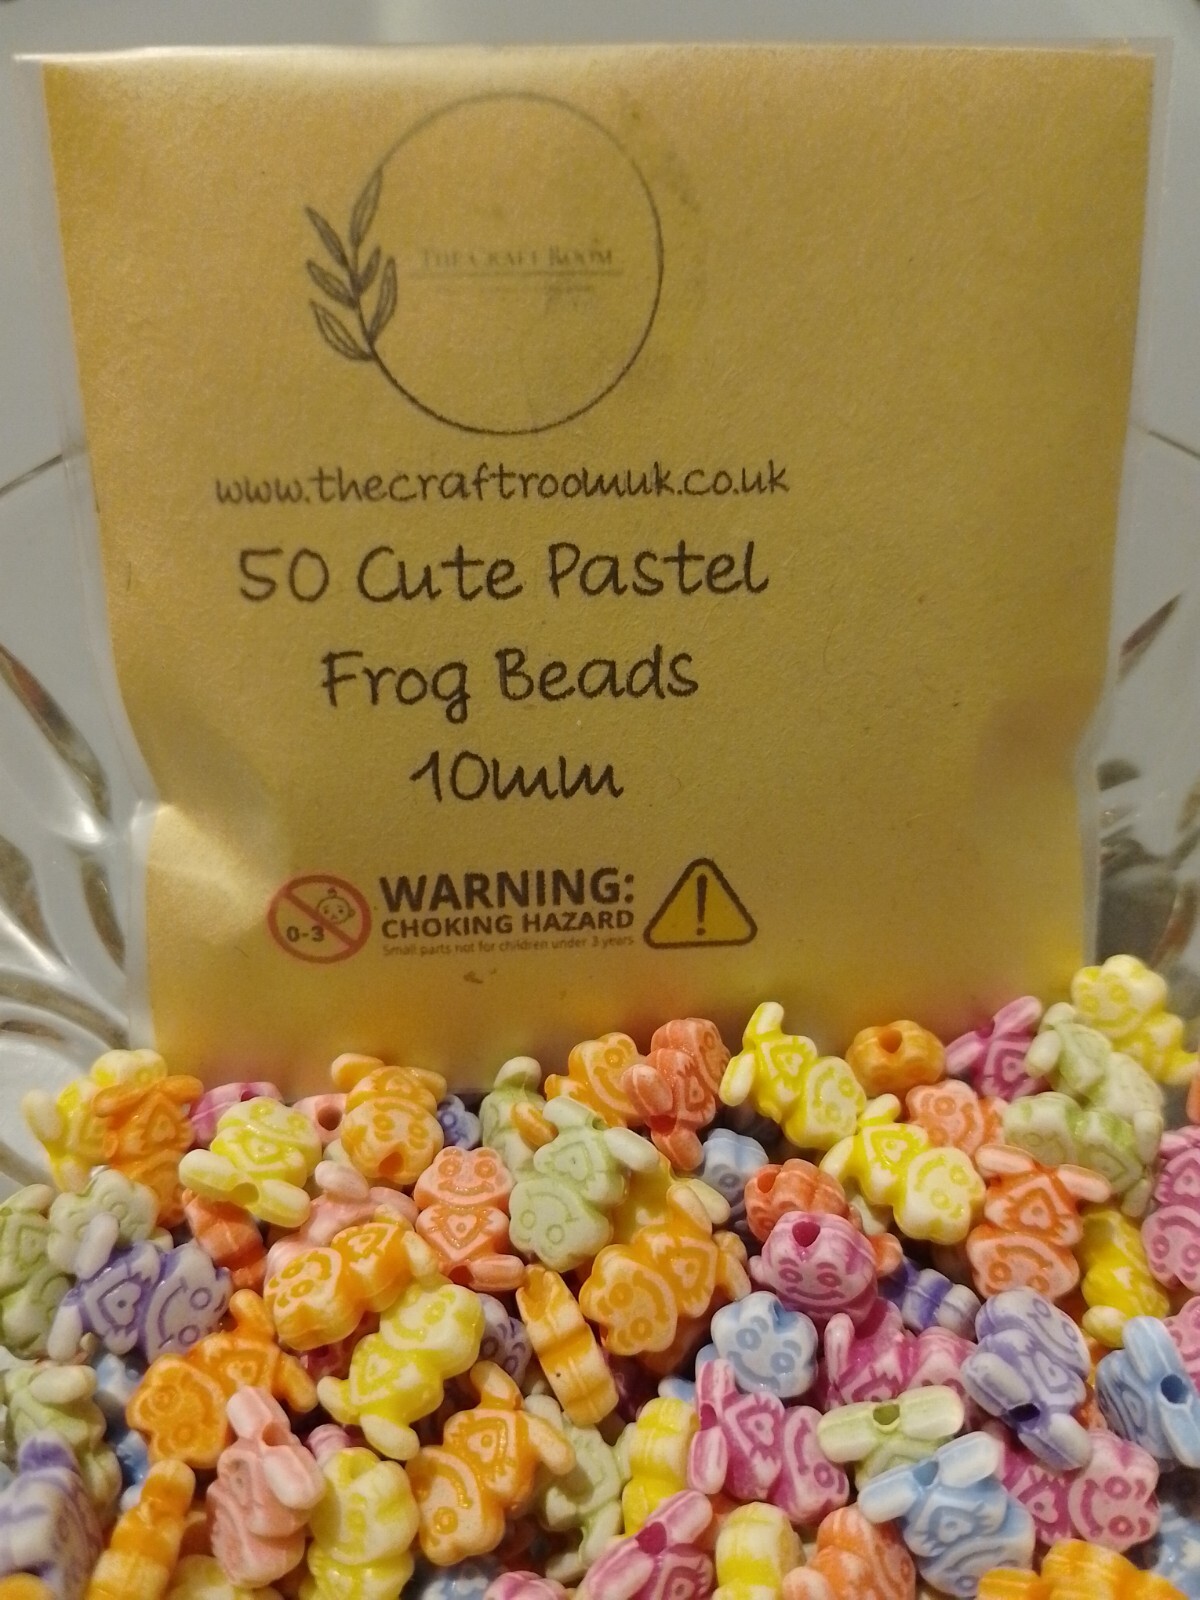 THE CRAFT ROOM
www.thecraftroomuk.co.uk
50 Cute Pastel
Frog Beads
10mm
0-3
WARNING:
CHOKING HAZARD
Small parts not for children under 3 years